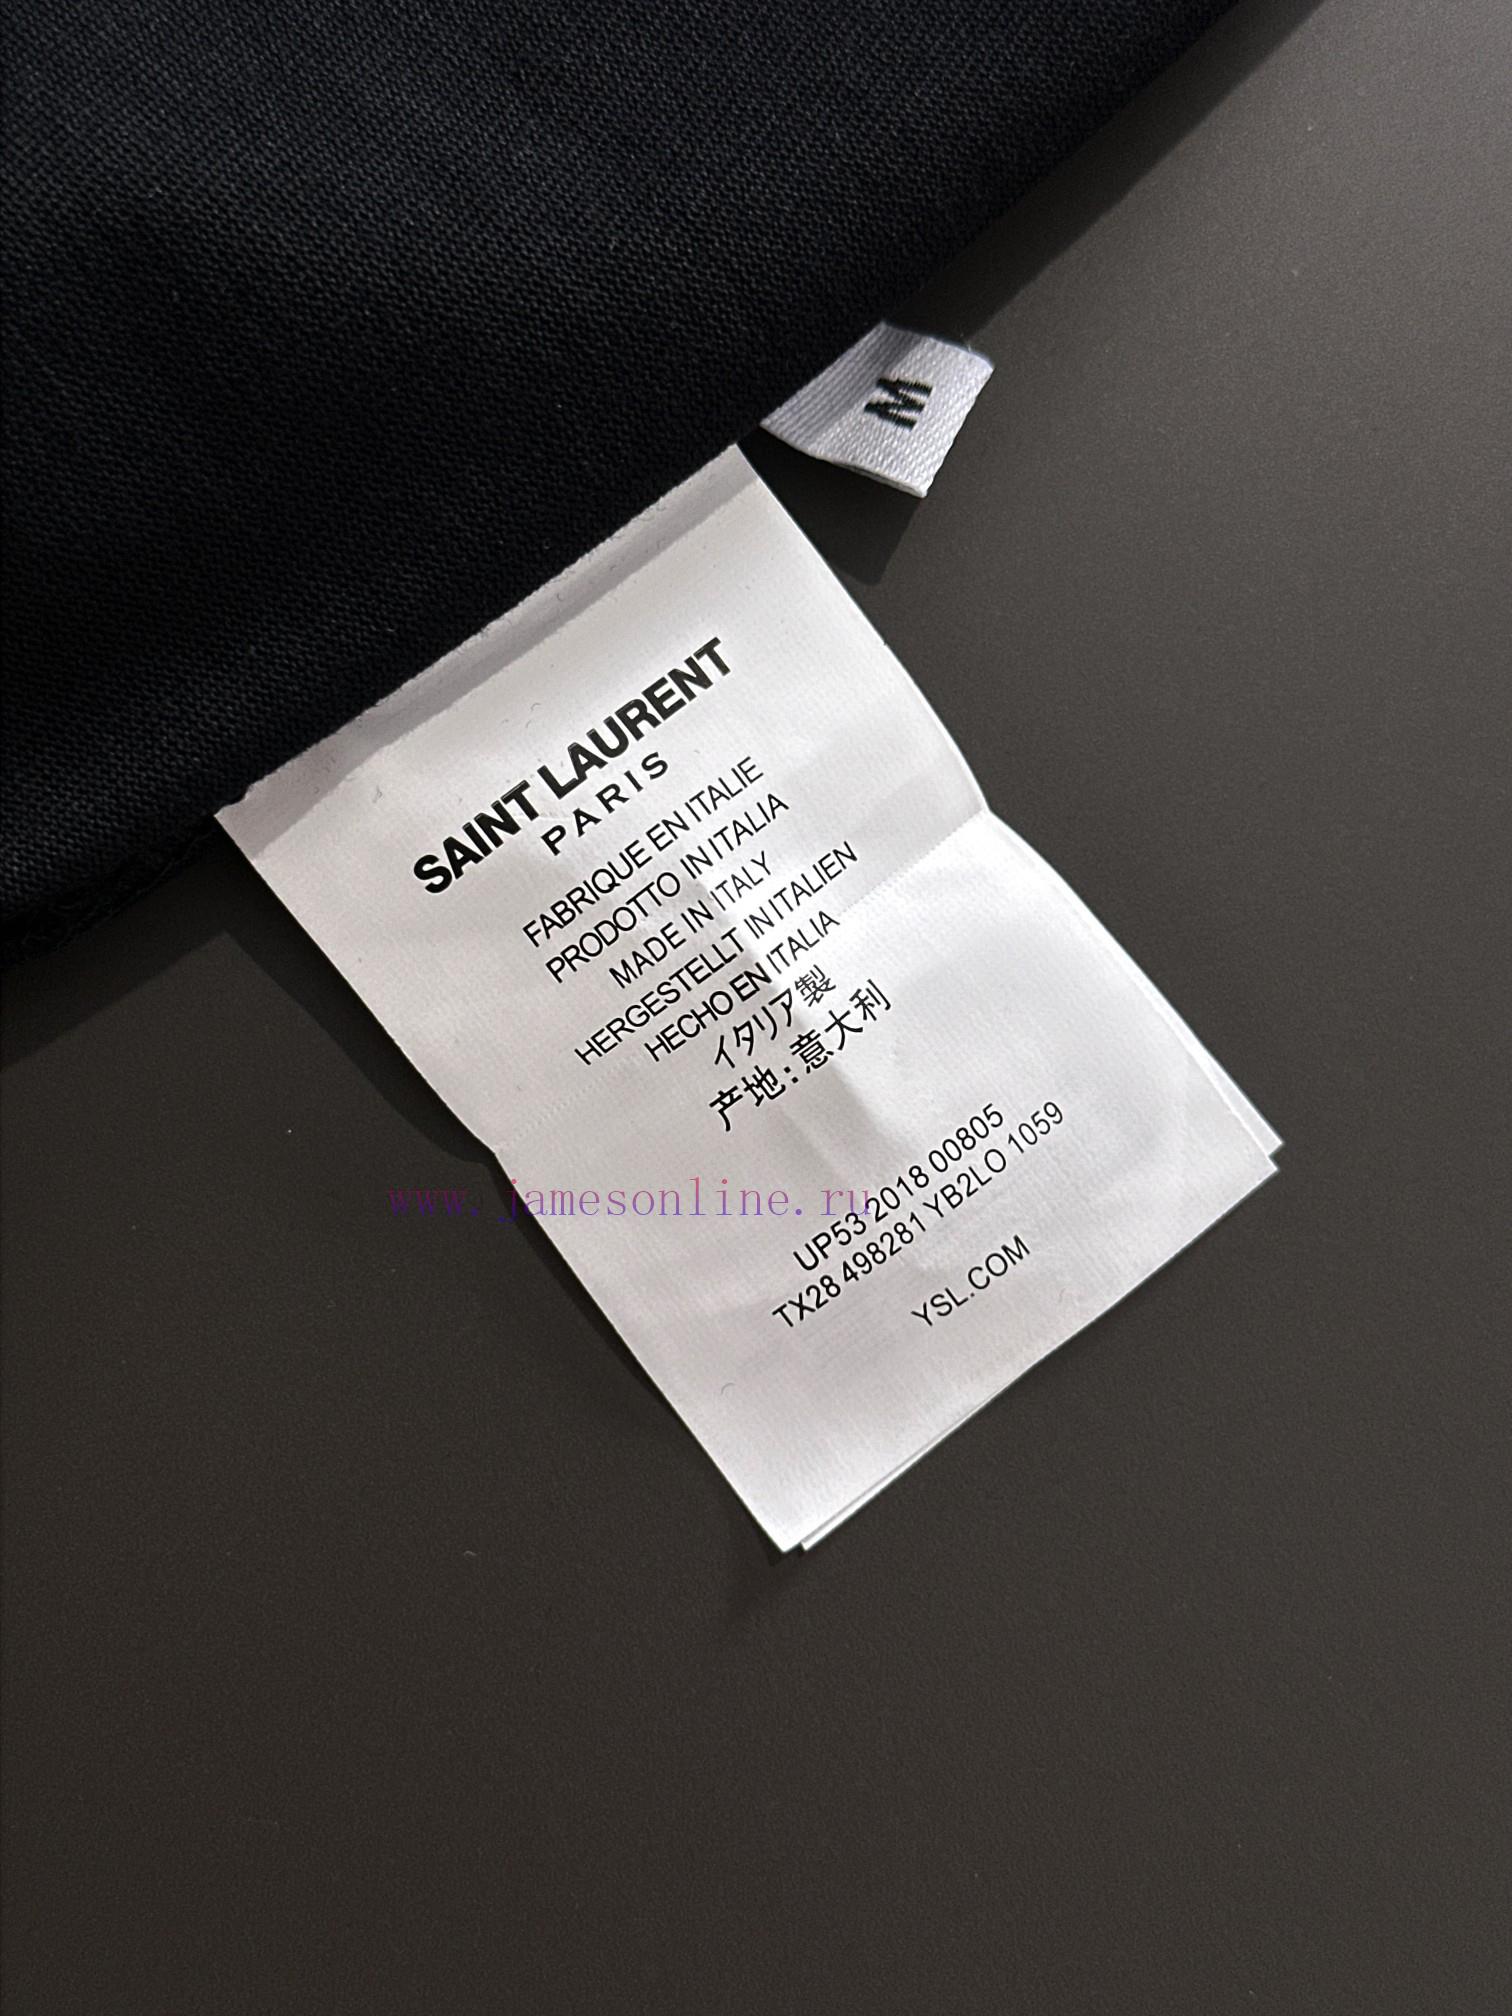 M
SAINT LAURENT
PARIS
FABRIQUE EN ITALIE
PRODOTTO IN ITALIA
MADE IN ITALY
HERGESTELLT IN ITALIEN
HECHO EN ITALIA
イタリア製
产地:意大利
www.jamesonline.ru
UP53 2018 00805
TX28 498281 YB2LO 1059
YSL.COM